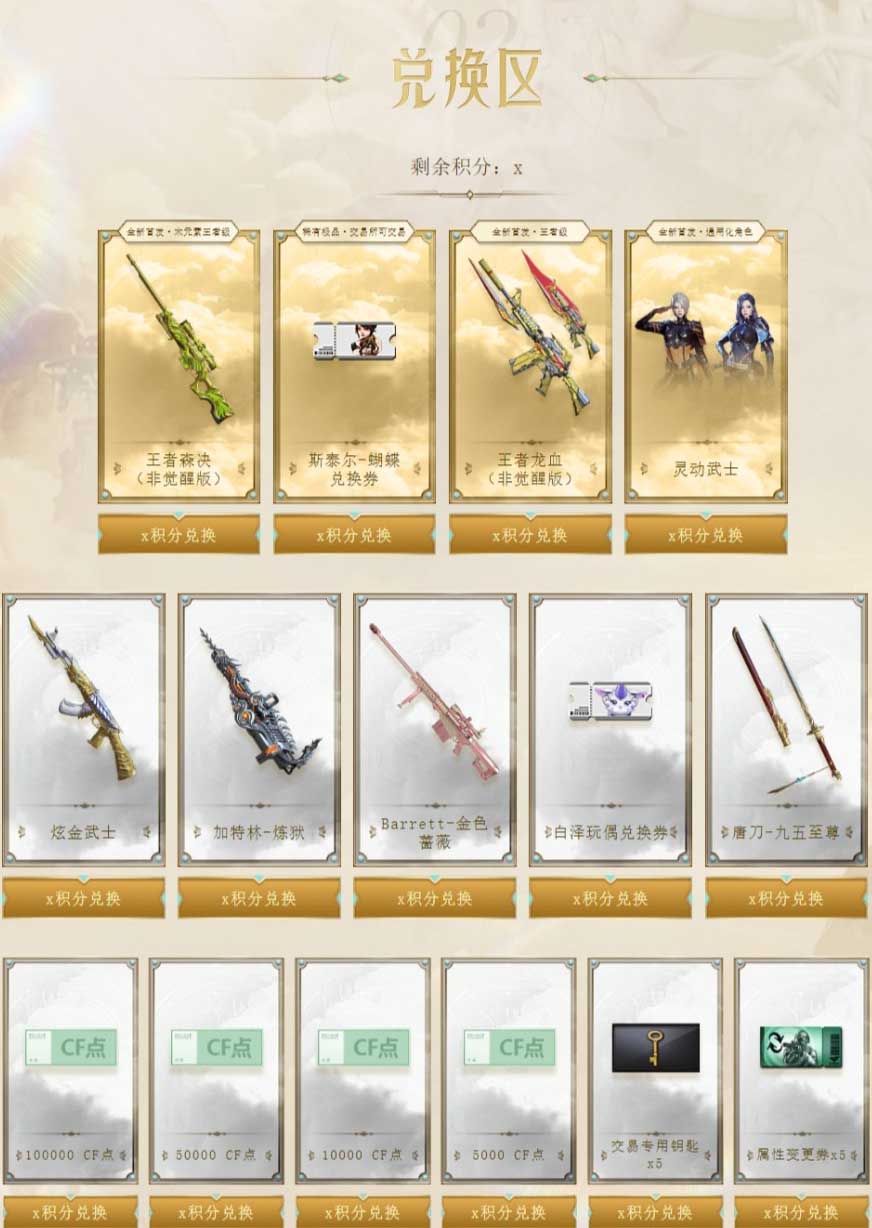 兑换区
剩余积分：x
全新首发·木元素王者级
稀有极品·交易所可交易
全新首发·王者级
全新首发·通用化角色
王者森决
（非觉醒版）
斯泰尔-蝴蝶
兑换券
王者龙血
（非觉醒版）
灵动武士
x积分兑换
x积分兑换
x积分兑换
x积分兑换
炫金武士
加特林-炼狱
Barrett-金色
蔷薇
白泽玩偶兑换券
唐刀-九五至尊
x积分兑换
x积分兑换
x积分兑换
x积分兑换
x积分兑换
CF点
CF点
CF点
CF点
100000 CF点
50000 CF点
10000 CF点
5000 CF点
交易专用钥匙
x5
属性变更券x5
x积分兑换
x积分兑换
x积分兑换
x积分兑换
x积分兑换
x积分兑换